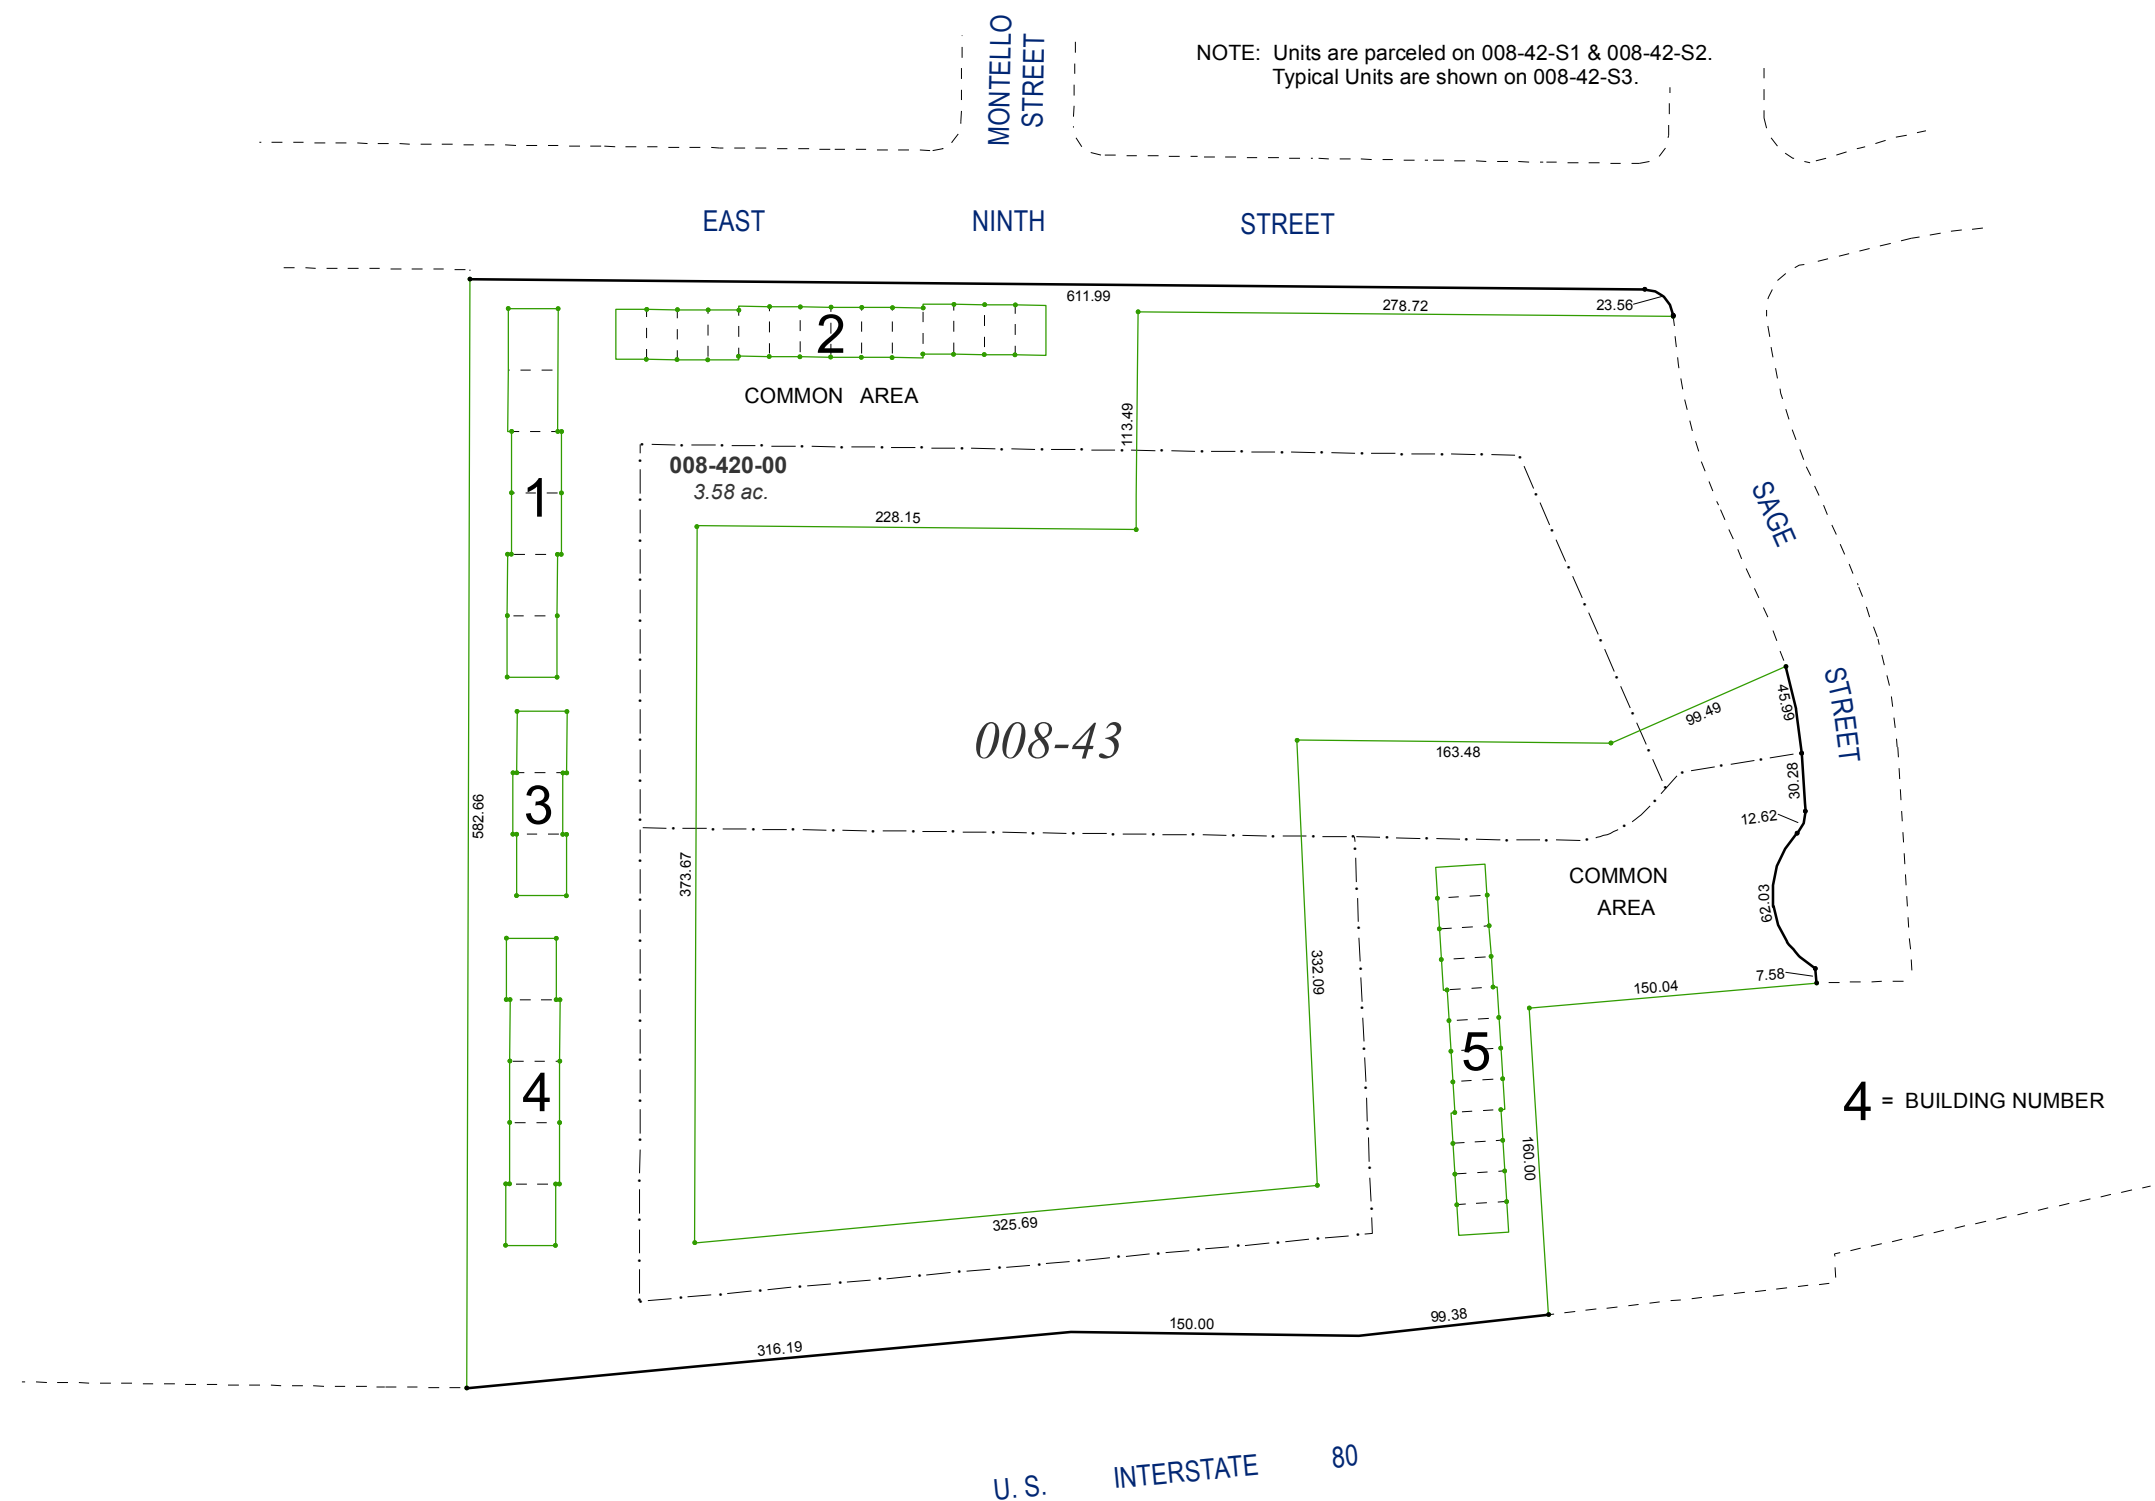 MONTELLO
STREET
NOTE: Units are parceled on 008-42-S1 & 008-42-S2.
Typical Units are shown on 008-42-S3.
EAST NINTH STREET
611.99
278.72
23.56
2
COMMON AREA
113.49
008-420-00
3.58 ac.
1
228.15
SAGE
STREET
45.99
99.49
163.48
008-43
30.28
12.62
582.66
3
373.67
COMMON
AREA
62.03
332.09
7.58
150.04
5
4
4 = BUILDING NUMBER
160.00
325.69
99.38
150.00
316.19
U. S. INTERSTATE 80